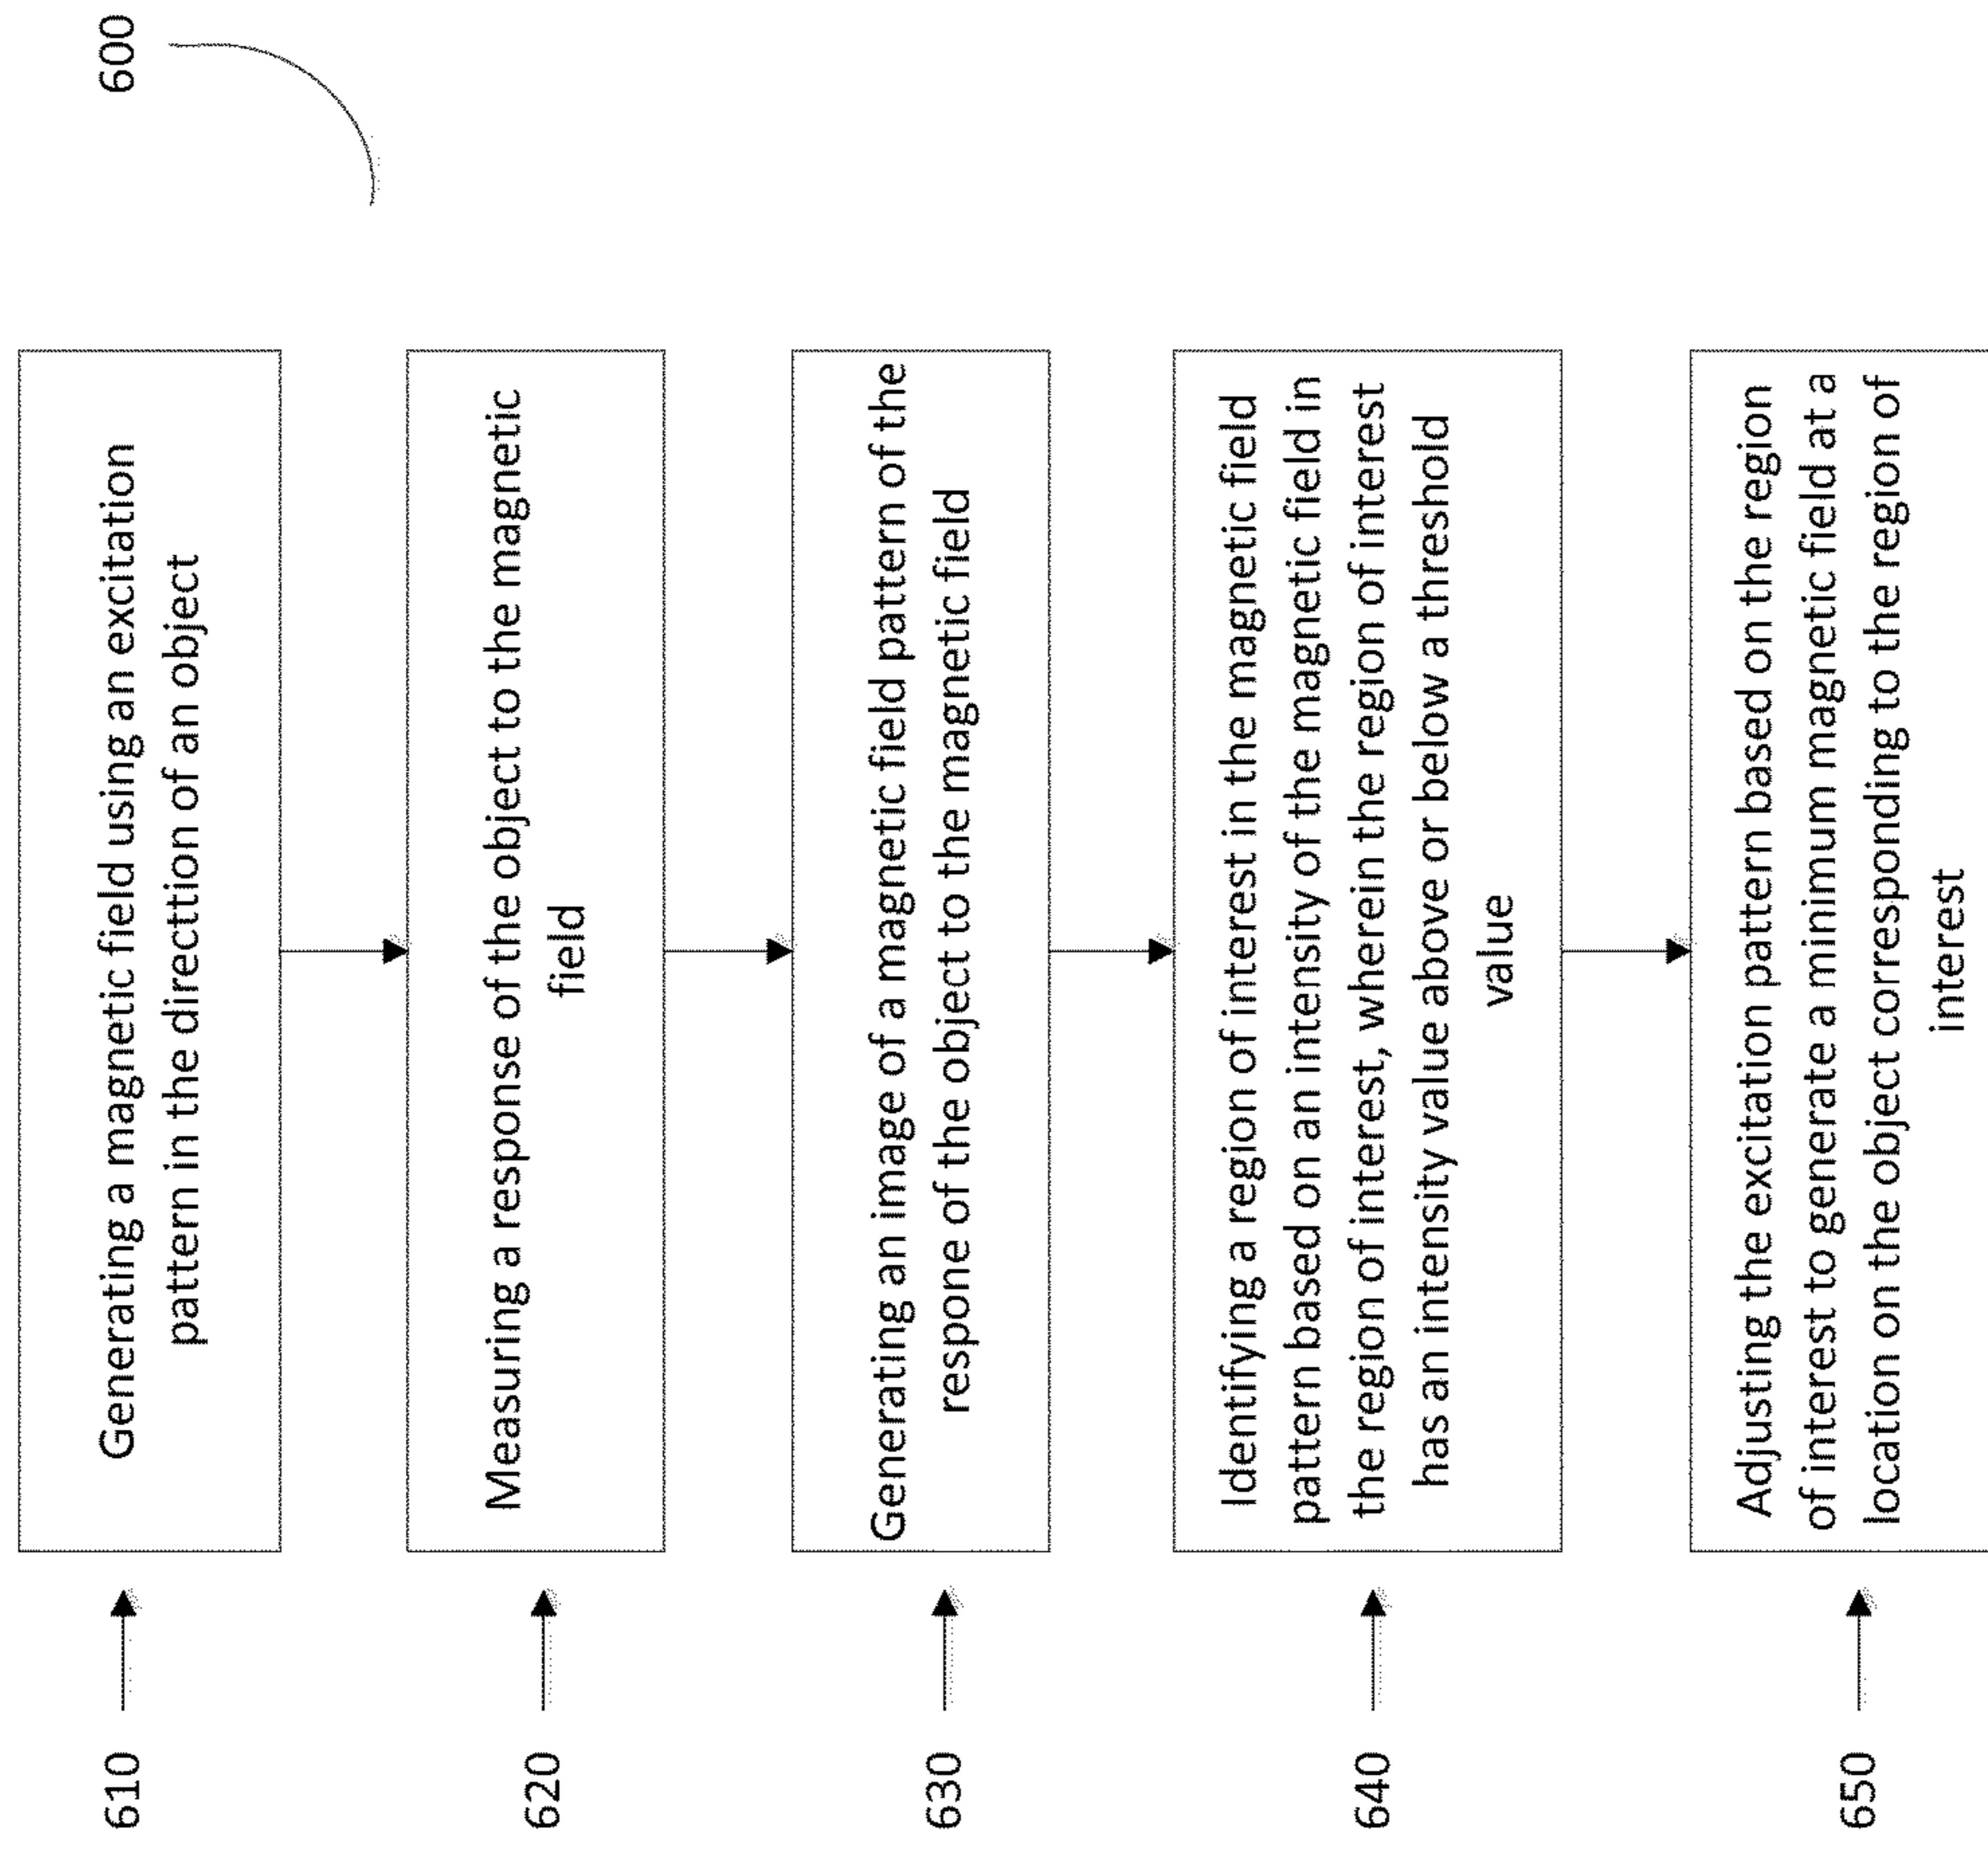 600
610
Generating a magnetic field using an excitation
pattern in the directtion of an object
620
Measuring a response of the object to the magnetic
field
630
Generating an image of a magnetic field pattern of the
respone of the object to the magnetic field
640
Identifying a region of interest in the magnetic field
pattern based on an intensity of the magnetic field in
the region of interest, wherein the region of interest
has an intensity value above or below a threshold
value
650
Adjusting the excitation pattern based on the region
of interest to generate a minimum magnetic field at a
location on the object corresponding to the region of
interest